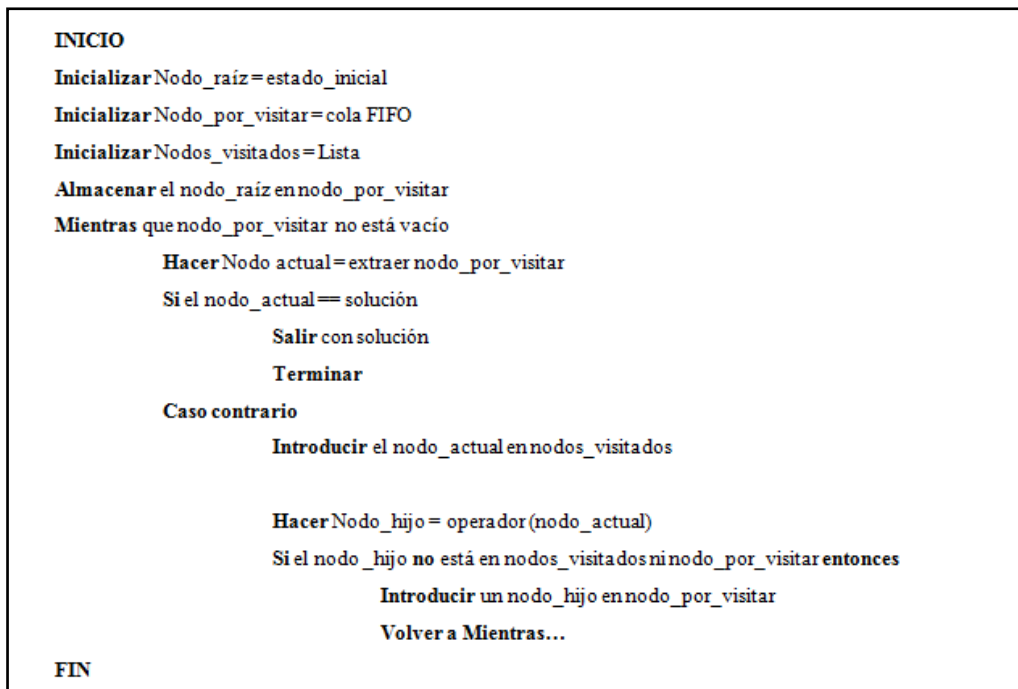 INICIO
Inicializar Nodo_raíz = estado_inicial
Inicializar Nodo_por_visitar = cola FIFO
Inicializar Nodos_visitados = Lista
Almacenar el nodo_raíz en nodo_por_visitar
Mientras que nodo_por_visitar no está vacío
Hacer Nodo actual = extraer nodo_por_visitar
Si el nodo_actual == solución
Salir con solución
Terminar
Caso contrario
Introducir el nodo_actual en nodos_visitados
Hacer Nodo_hijo = operador (nodo_actual)
Si el nodo _hijo no está en nodos_visitados ni nodo_por_visitar entonces
Introducir un nodo_hijo en nodo_por_visitar
Volver a Mientras…
FIN